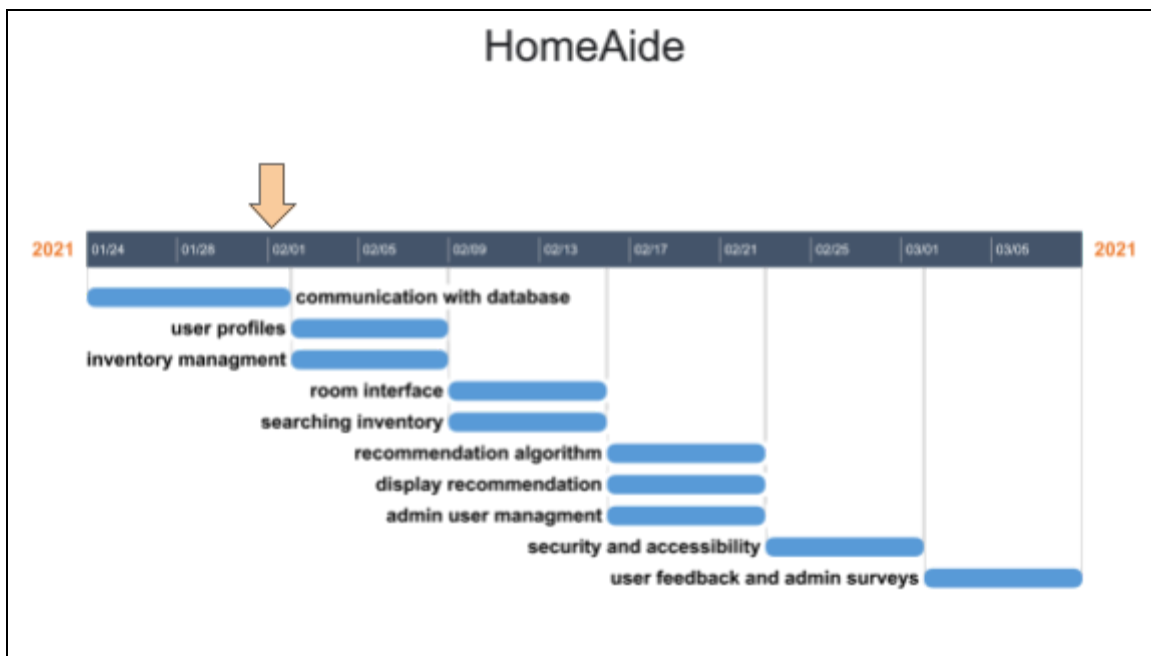 HomeAide
2021 01/24 01/28 02/01 02/05 02/09 02/13 02/17 02/21 02/25 03/01 03/05 2021
communication with database
user profiles
inventory managment
room interface
searching inventory
recommendation algorithm
display recommendation
admin user managment
security and accessibility
user feedback and admin surveys